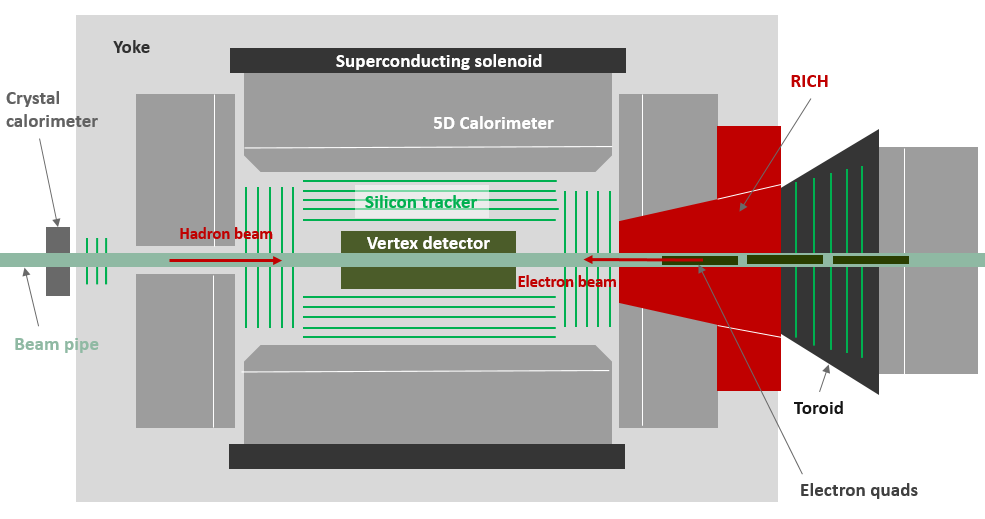 Yoke
Superconducting solenoid
RICH
Crystal
calorimeter
5D Calorimeter
Silicon tracker
Hadron beam
Vertex detector
Electron beam
Beam pipe
Toroid
Electron quads